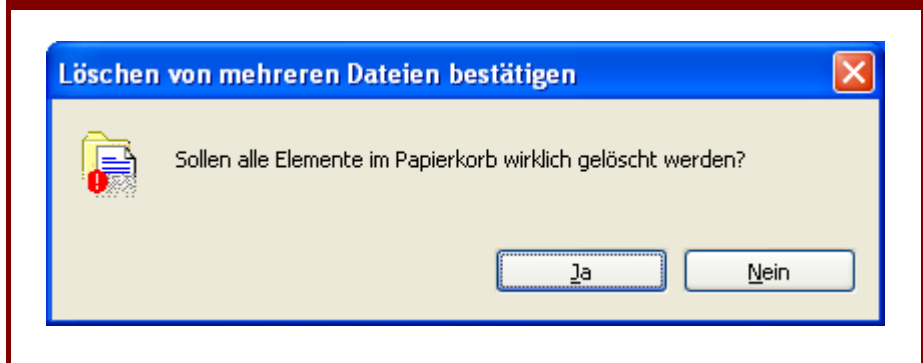 Löschen von mehreren Dateien bestätigen
Sollen alle Elemente im Papierkorb wirklich gelöscht werden?
Ja Nein